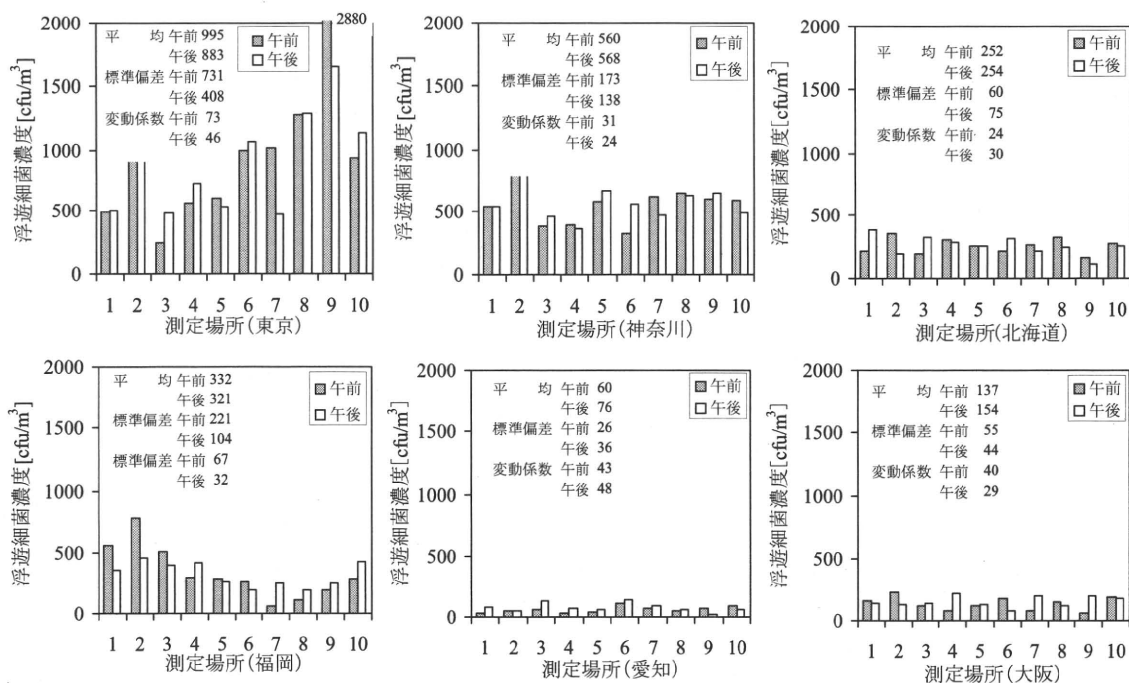 2000
1500
1000
500
0
浮遊細菌濃度[cfu/m³]
2880
平 均 午前 995
午後 883
標準偏差 午前 731
午後 408
変動係数 午前 73
午後 46
午前
午後
1 2 3 4 5 6 7 8 9 10
測定場所(東京)
2000
1500
1000
500
0
浮遊細菌濃度[cfu/m³]
平 均 午前 560
午後 568
標準偏差 午前 173
午後 138
変動係数 午前 31
午後 24
午前
午後
1 2 3 4 5 6 7 8 9 10
測定場所(神奈川)
2000
1500
1000
500
0
浮遊細菌濃度[cfu/m³]
平 均 午前 252
午後 254
標準偏差 午前 60
午後 75
変動係数 午前 24
午後 30
午前
午後
1 2 3 4 5 6 7 8 9 10
測定場所(北海道)
2000
1500
1000
500
0
浮遊細菌濃度[cfu/m³]
平 均 午前 332
午後 321
標準偏差 午前 221
午後 104
標準偏差 午前 67
午後 32
午前
午後
1 2 3 4 5 6 7 8 9 10
測定場所(福岡)
2000
1500
1000
500
0
浮遊細菌濃度[cfu/m³]
平 均 午前 60
午後 76
標準偏差 午前 26
午後 36
変動係数 午前 43
午後 48
午前
午後
1 2 3 4 5 6 7 8 9 10
測定場所(愛知)
2000
1500
1000
500
0
浮遊細菌濃度[cfu/m³]
平 均 午前 137
午後 154
標準偏差 午前 55
午後 44
変動係数 午前 40
午後 29
午前
午後
1 2 3 4 5 6 7 8 9 10
測定場所(大阪)